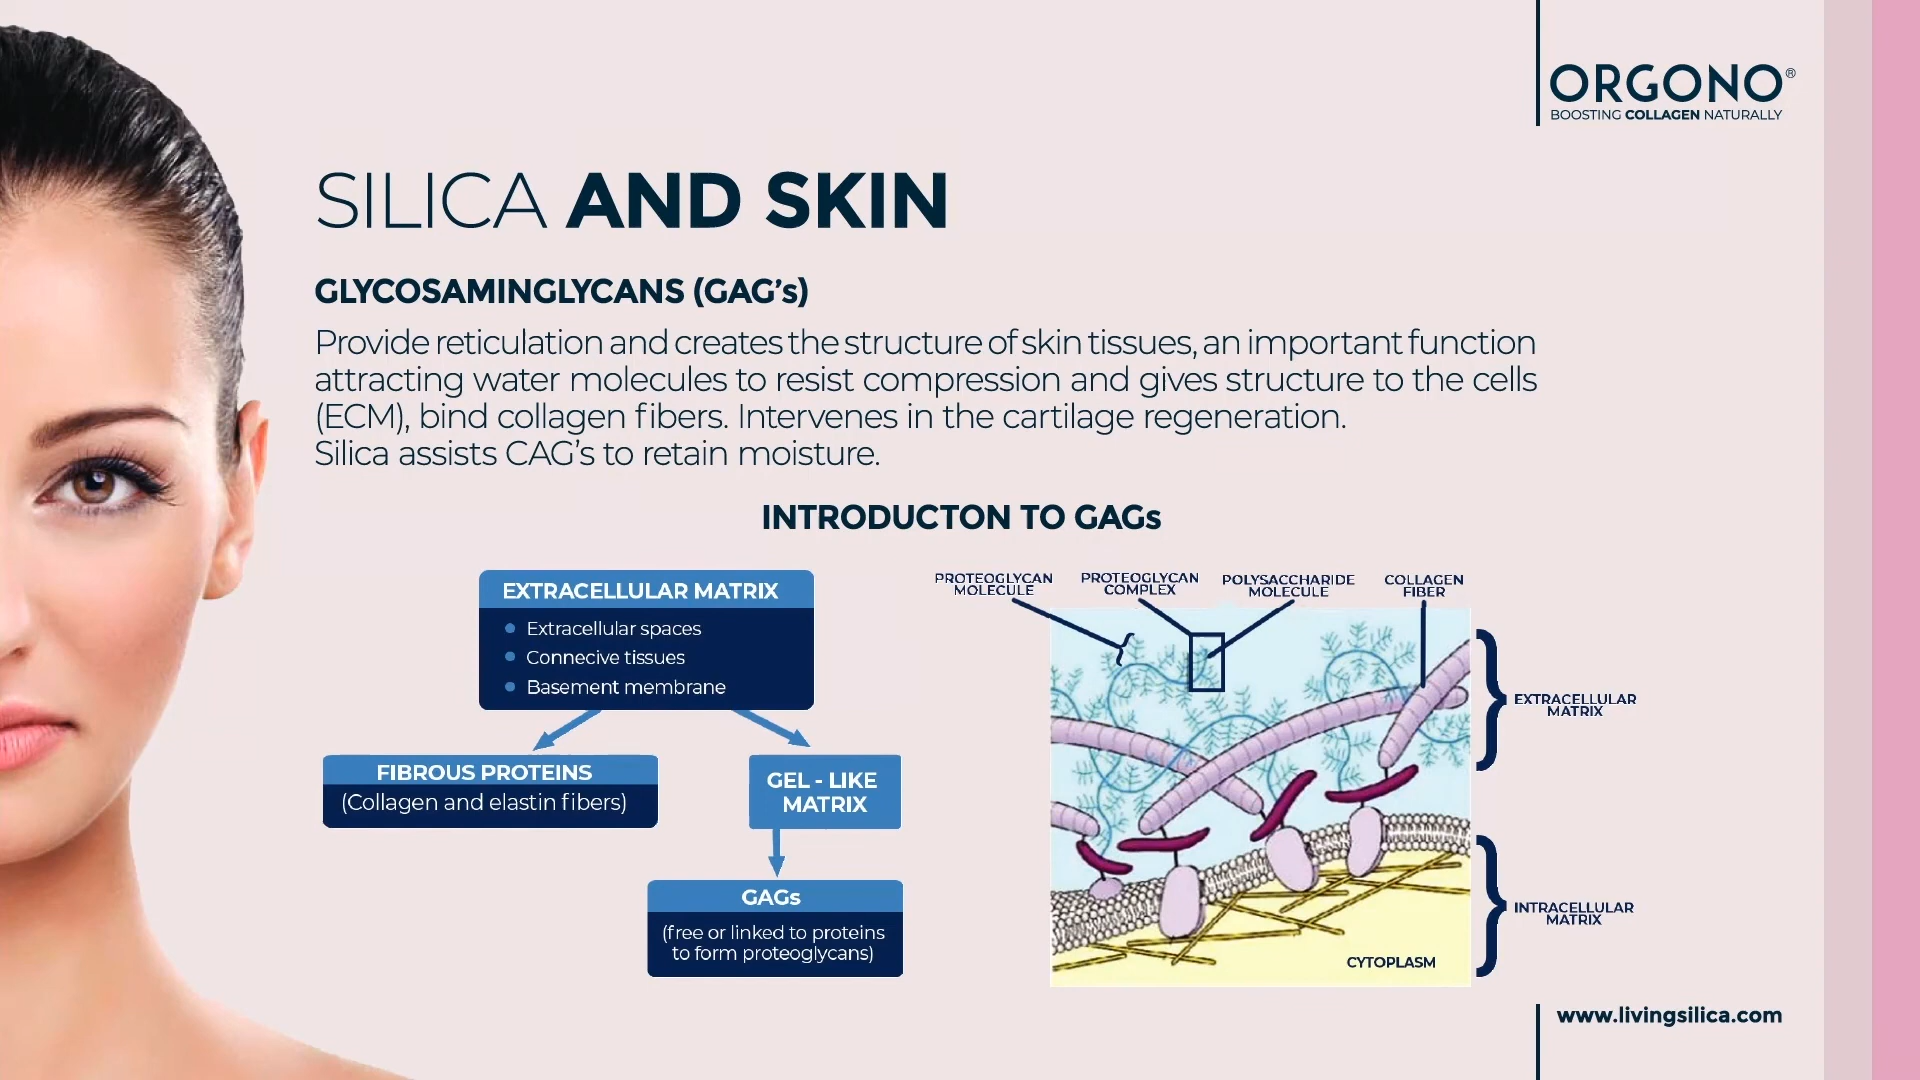 ORGONO®
BOOSTING COLLAGEN NATURALLY
SILICA AND SKIN
GLYCOSAMINGLYCANS (GAG's)
Provide reticulation and creates the structure of skin tissues, an important function
attracting water molecules to resist compression and gives structure to the cells
(ECM), bind collagen fibers. Intervenes in the cartilage regeneration.
Silica assists CAG's to retain moisture.
INTRODUCTON TO GAGs
EXTRACELLULAR MATRIX
Extracellular spaces
Connecive tissues
Basement membrane
FIBROUS PROTEINS
(Collagen and elastin fibers)
GEL - LIKE
MATRIX
GAGs
(free or linked to proteins
to form proteoglycans)
PROTEOGLYCAN
MOLECULE
PROTEOGLYCAN
COMPLEX
POLYSACCHARIDE
MOLECULE
COLLAGEN
FIBER
EXTRACELLULAR
MATRIX
INTRACELLULAR
MATRIX
CYTOPLASM
www.livingsilica.com